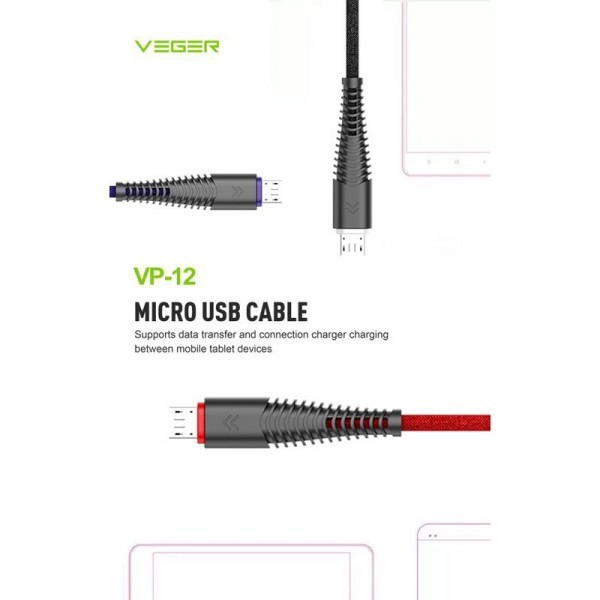 VEGER
VP-12
MICRO USB CABLE
Supports data transfer and connection charger charging
between mobile tablet devices